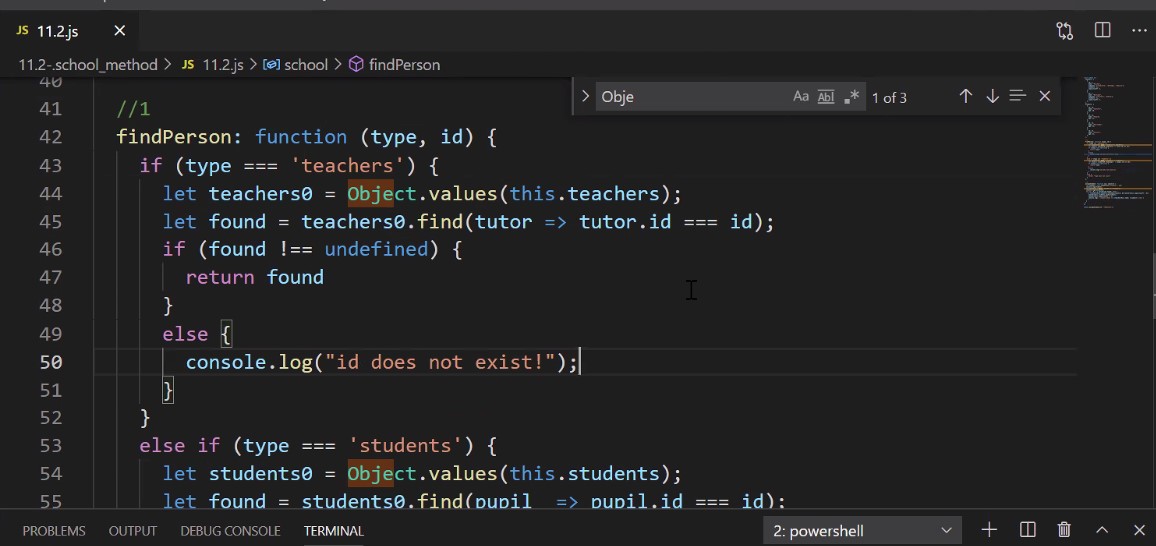 JS 11.2.js
11.2-.school_method > JS 11.2.js > school > findPerson
Obje Aa Abl .* 1 of 3
40
41 //1
42 findPerson: function (type, id) {
43 if (type === 'teachers') {
44 let teachers0 = Object.values(this.teachers);
45 let found = teachers0.find(tutor => tutor.id === id);
46 if (found !== undefined) {
47 return found
48 }
49 else {
50 console.log("id does not exist!");
51 }
52 }
53 else if (type === 'students') {
54 let students0 = Object.values(this.students);
55 let found = students0.find(pupil => pupil.id === id);
PROBLEMS OUTPUT DEBUG CONSOLE TERMINAL 2: powershell